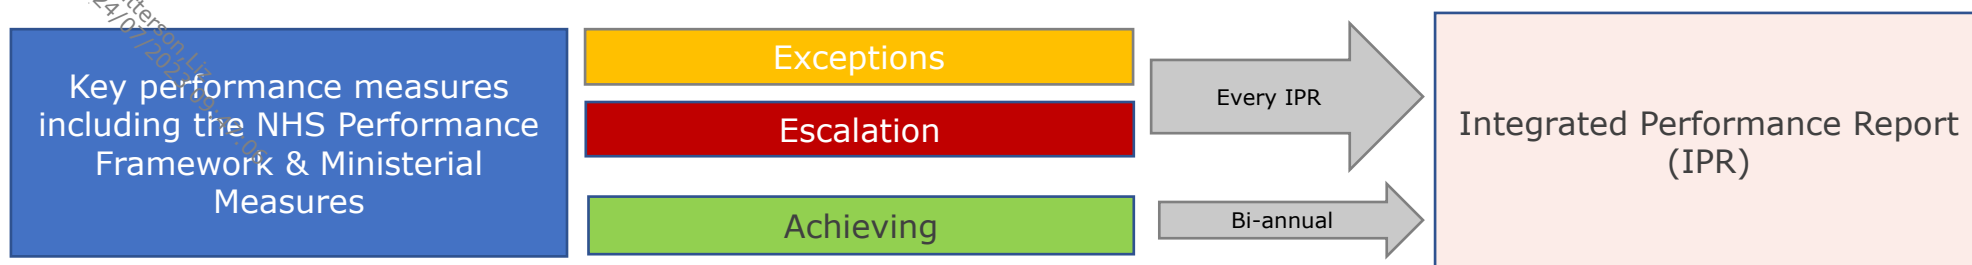 Key performance measures
including the NHS Performance
Framework & Ministerial
Measures
Exceptions
Escalation
Achieving
Every IPR
Bi-annual
Integrated Performance Report
(IPR)